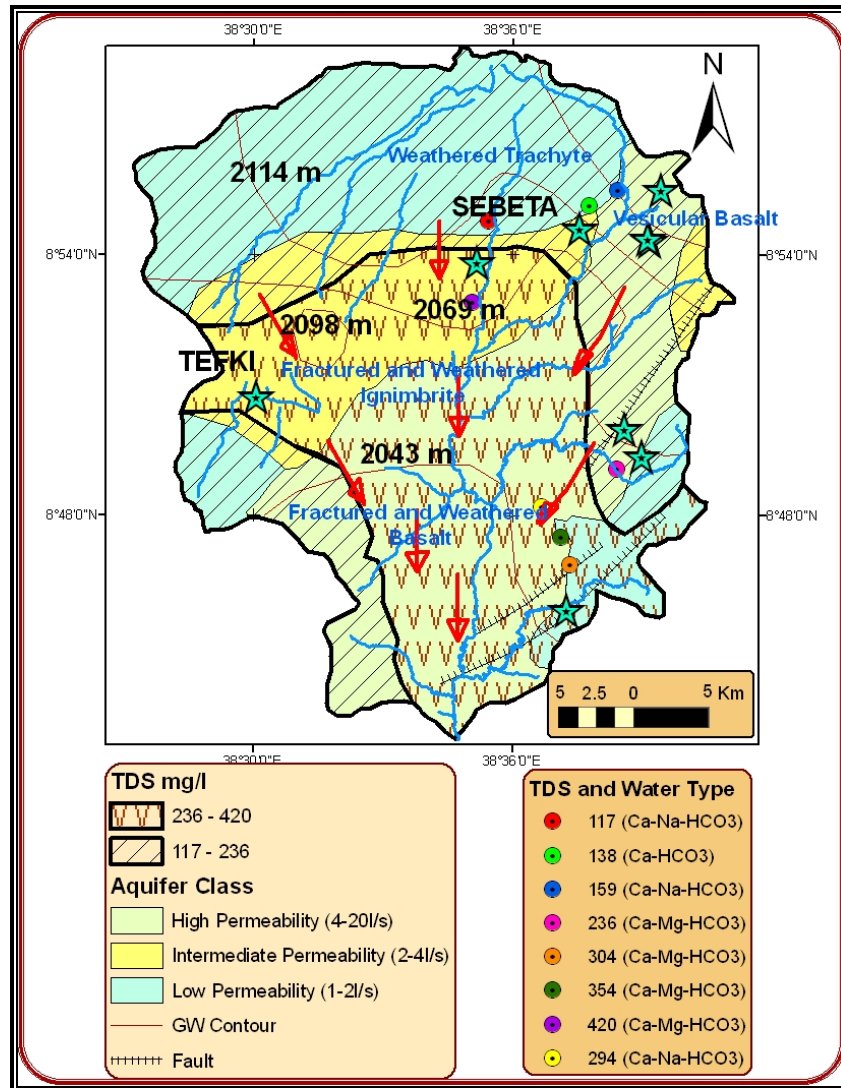 38°30'0"E
38°36'0"E
N
Weathered Trachyte
2114 m
SEBETA
Vesicular Basalt
8°54'0"N
8°54'0"N
2098 m
2069 m
TEFKI
Fractured and Weathered
Ignimbrite
2043 m
8°48'0"N
8°48'0"N
Fractured and Weathered
Basalt
5 2.5 0 5 Km
38°30'0"E
38°36'0"E
TDS mg/l
236 - 420
117 - 236
Aquifer Class
High Permeability (4-20l/s)
Intermediate Permeability (2-4l/s)
Low Permeability (1-2l/s)
GW Contour
Fault
TDS and Water Type
117 (Ca-Na-HCO3)
138 (Ca-HCO3)
159 (Ca-Na-HCO3)
236 (Ca-Mg-HCO3)
304 (Ca-Mg-HCO3)
354 (Ca-Mg-HCO3)
420 (Ca-Mg-HCO3)
294 (Ca-Na-HCO3)